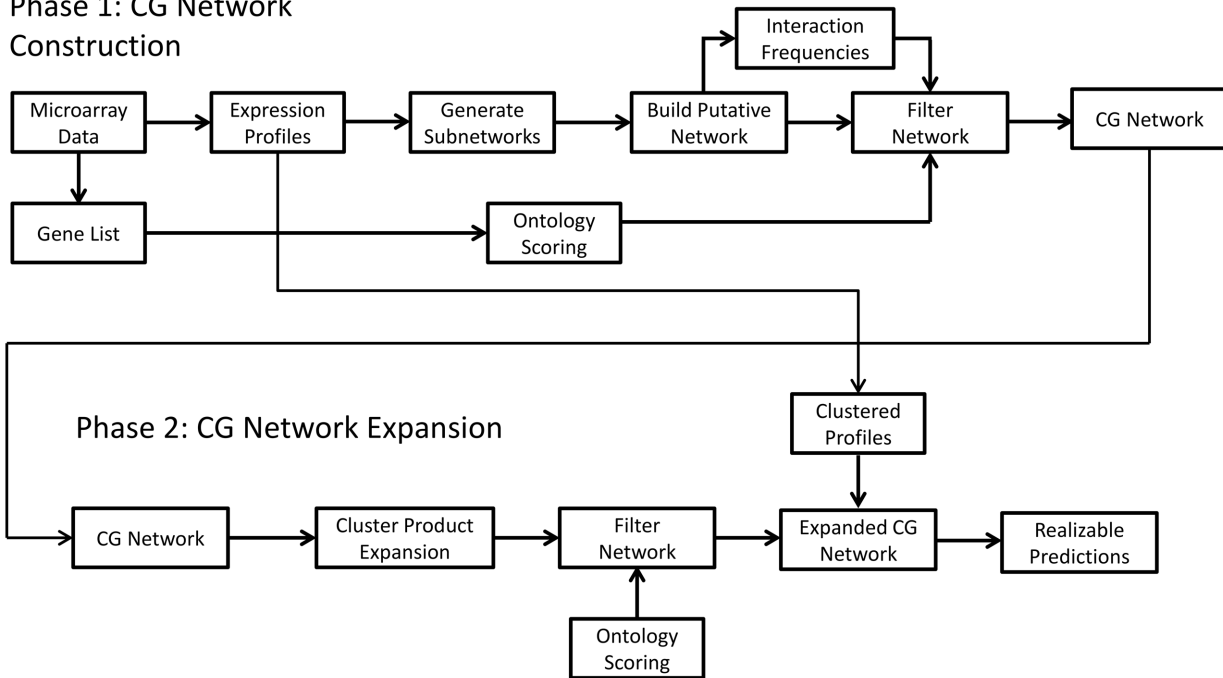 Phase 1: CG Network
Construction
Interaction
Frequencies
Microarray
Data
Expression
Profiles
Generate
Subnetworks
Build Putative
Network
Filter
Network
CG Network
Gene List
Ontology
Scoring
Clustered
Profiles
Phase 2: CG Network Expansion
CG Network
Cluster Product
Expansion
Filter
Network
Expanded CG
Network
Realizable
Predictions
Ontology
Scoring